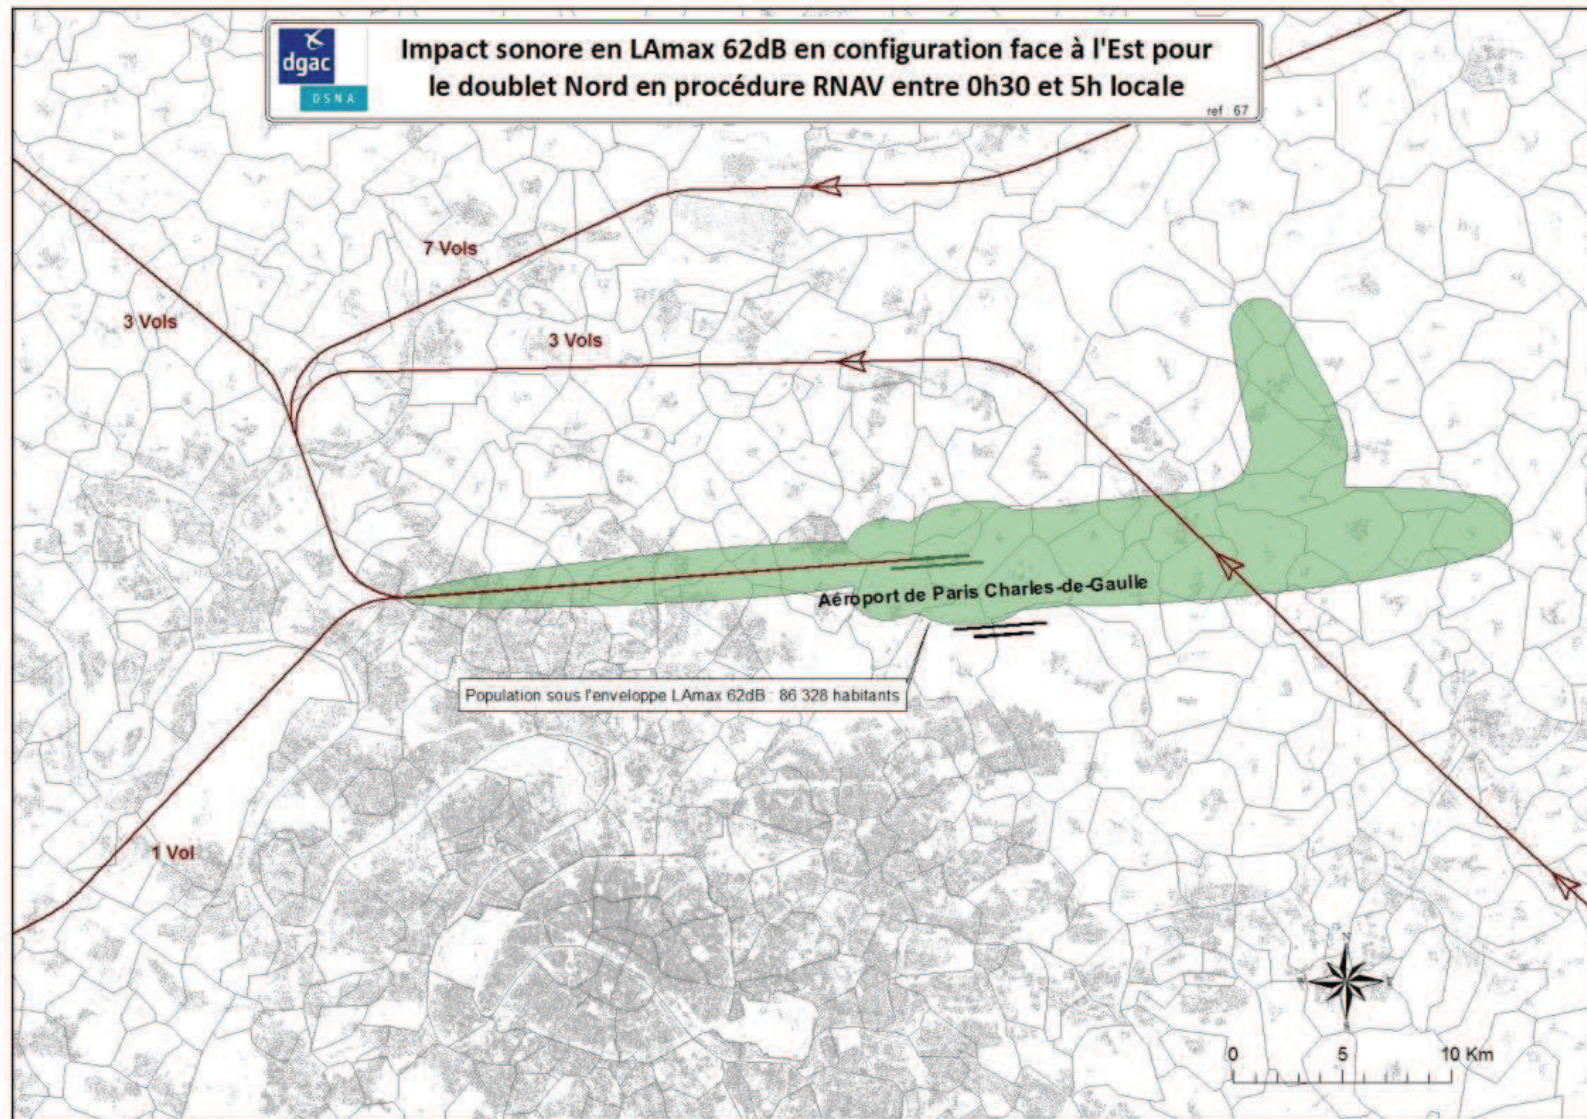 dgac
DSNA
Impact sonore en LAmax 62dB en configuration face à l'Est pour
le doublet Nord en procédure RNAV entre 0h30 et 5h locale
ref : 67
7 Vols
3 Vols
3 Vols
Aéroport de Paris Charles-de-Gaulle
Population sous l'enveloppe LAmax 62dB : 86 328 habitants
1 Vol
N
0 5 10 Km